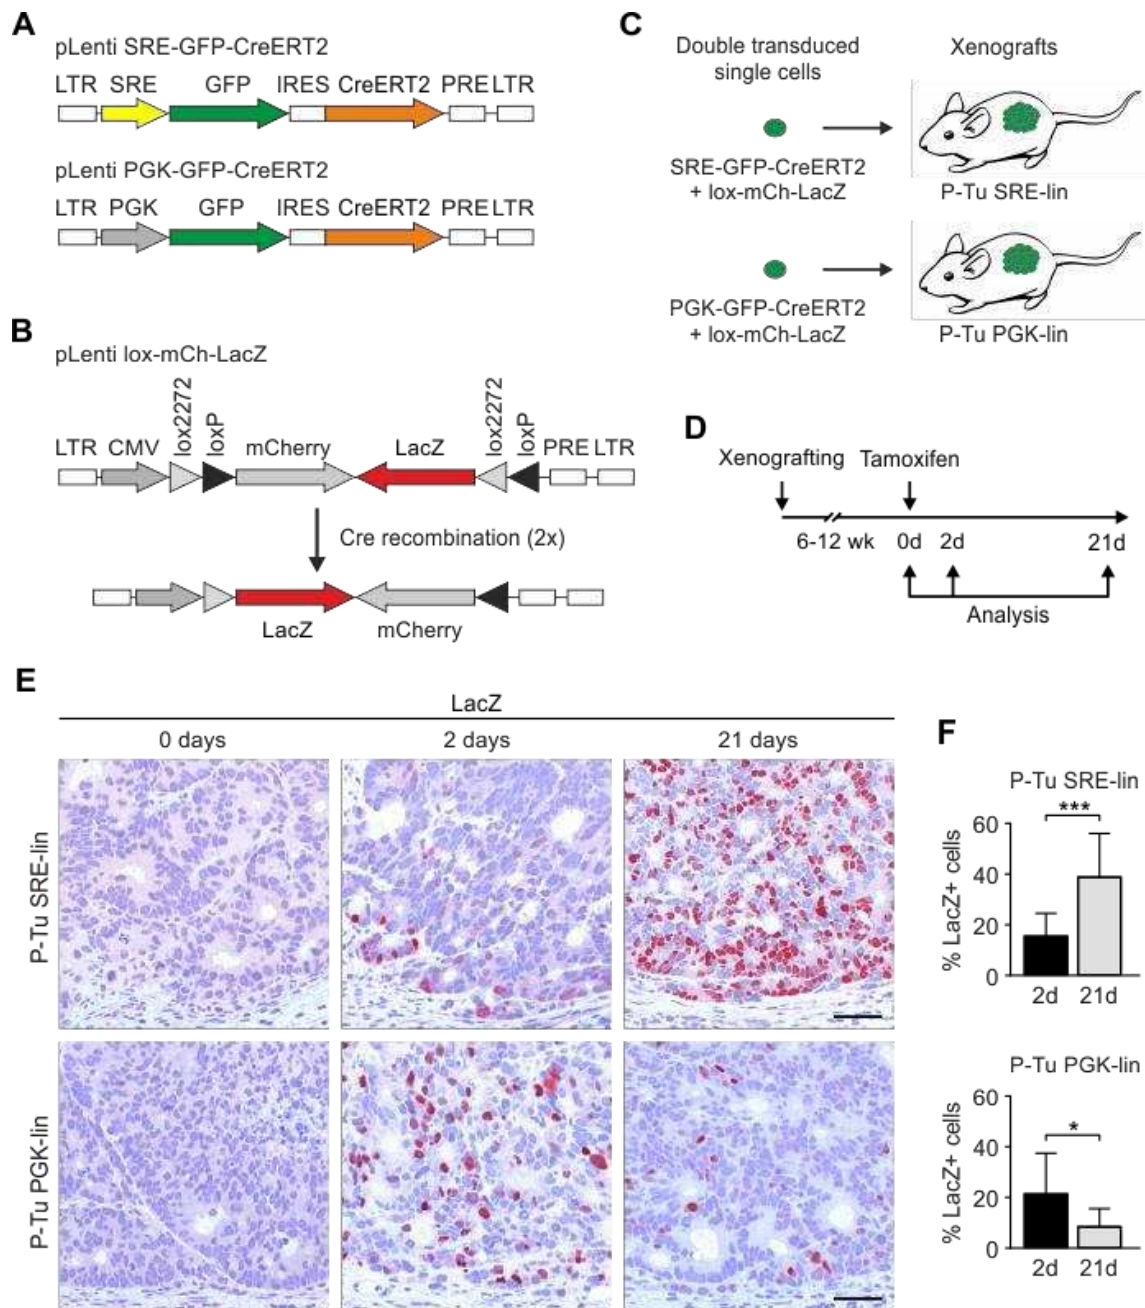 A
pLenti SRE-GFP-CreERT2
LTR SRE GFP IRES CreERT2 PRE LTR
pLenti PGK-GFP-CreERT2
LTR PGK GFP IRES CreERT2 PRE LTR
B
pLenti lox-mCh-LacZ
LTR CMV lox2272 loxP mCherry LacZ lox2272 loxP PRE LTR
Cre recombination (2x)
LacZ mCherry
C
Double transduced
single cells
Xenografts
SRE-GFP-CreERT2
+ lox-mCh-LacZ
P-Tu SRE-lin
PGK-GFP-CreERT2
+ lox-mCh-LacZ
P-Tu PGK-lin
D
Xenografting Tamoxifen
6-12 wk 0d 2d 21d
Analysis
E
LacZ
0 days 2 days 21 days
P-Tu SRE-lin
P-Tu PGK-lin
F
P-Tu SRE-lin
***
% LacZ+ cells
60
40
20
0
2d 21d
P-Tu PGK-lin
*
% LacZ+ cells
60
40
20
0
2d 21d